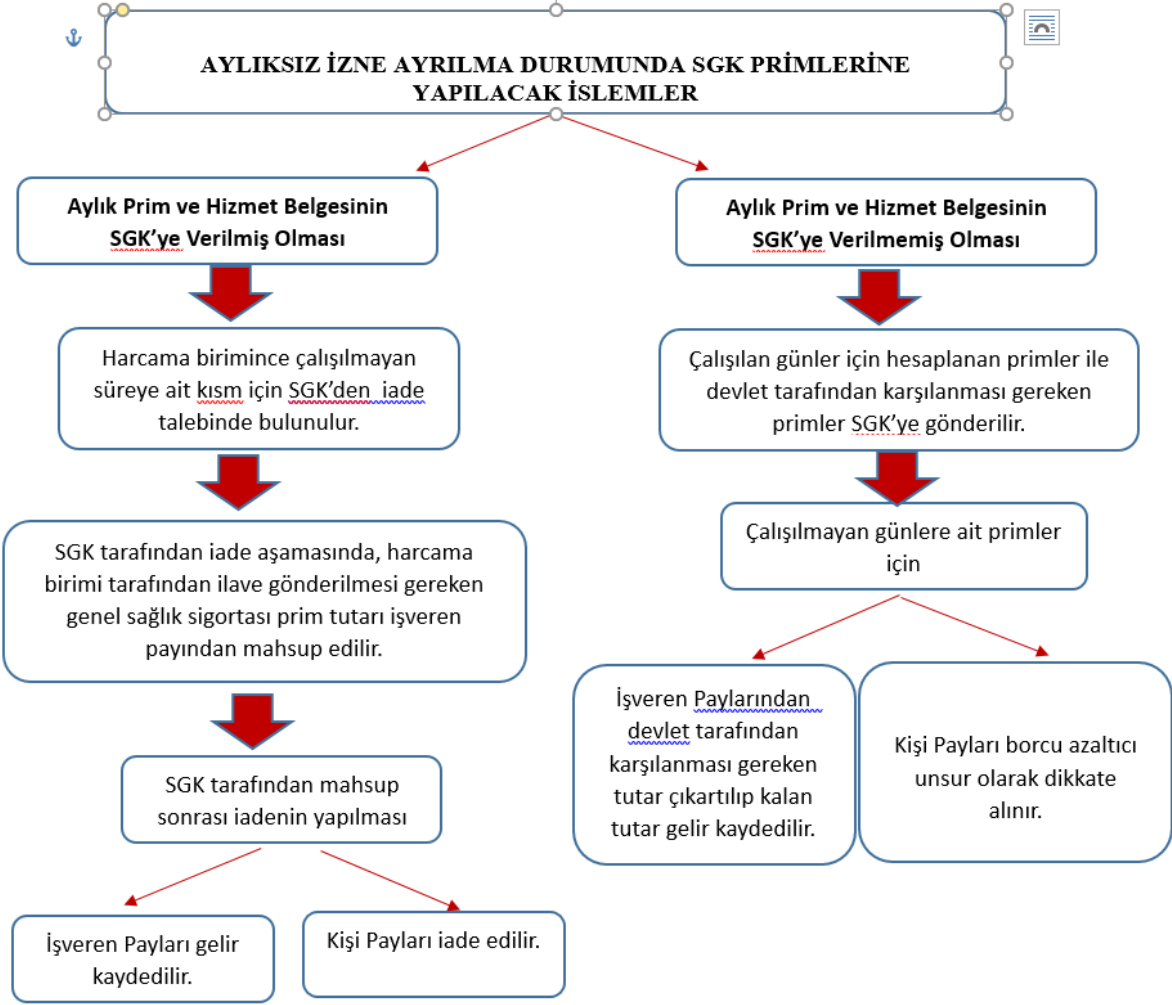 AYLIKSIZ İZNE AYRILMA DURUMUNDA SGK PRİMLERİNE
YAPILACAK İSLEMLER
Aylık Prim ve Hizmet Belgesinin
SGK'ye Verilmiş Olması
Harcama birimince çalışılmayan
süreye ait kısm için SGK'den iade
talebinde bulunulur.
SGK tarafından iade aşamasında, harcama
birimi tarafından ilave gönderilmesi gereken
genel sağlık sigortası prim tutarı işveren
payından mahsup edilir.
SGK tarafından mahsup
sonrası iadenin yapılması
İşveren Payları gelir
kaydedilir.
Kişi Payları iade edilir.
Aylık Prim ve Hizmet Belgesinin
SGK'ye Verilmemiş Olması
Çalışılan günler için hesaplanan primler ile
devlet tarafından karşılanması gereken
primler SGK'ye gönderilir.
Çalışılmayan günlere ait primler
için
İşveren Paylarından
devlet tarafından
karşılanması gereken
tutar çıkartılıp kalan
tutar gelir kaydedilir.
Kişi Payları borcu azaltıcı
unsur olarak dikkate
alınır.